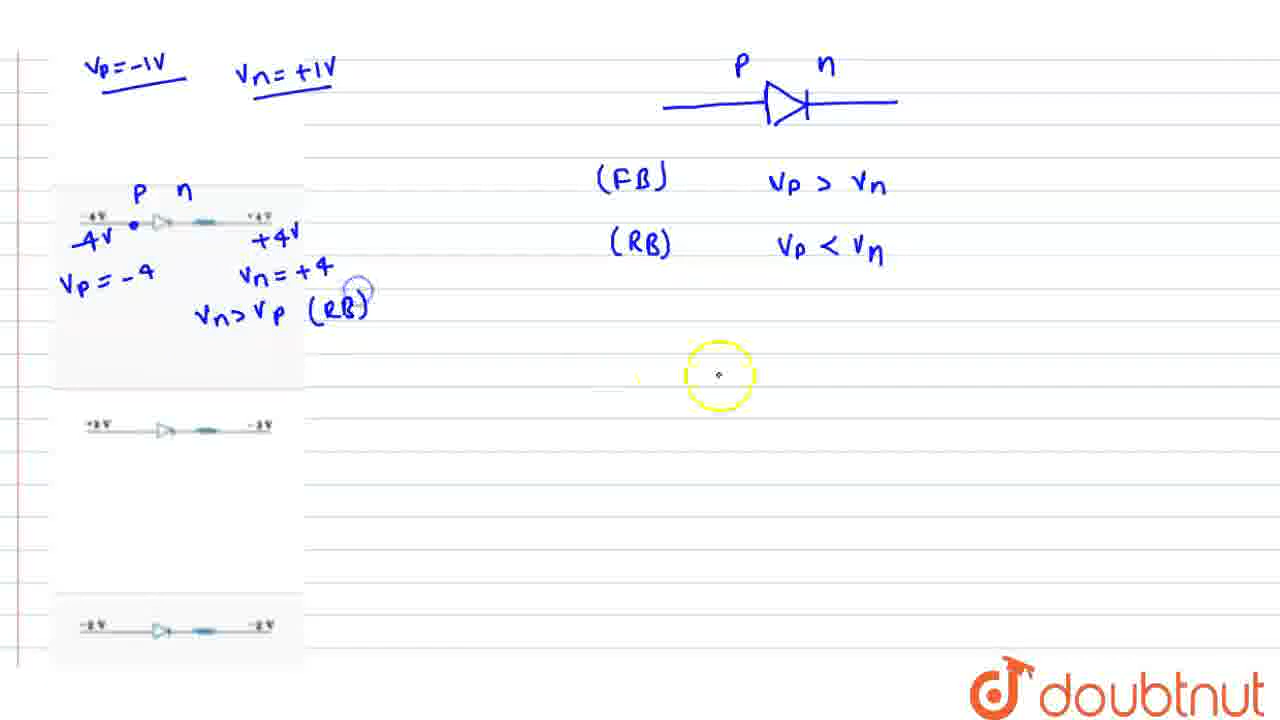 Vp = -1V Vn = +1V
p n
(FB) Vp > Vn
(RB) Vp < Vn
p n
-4V +4V
-4V +4V
Vp = -4 Vn = +4
Vn > Vp (RB)
-2V
-2V -2V
doubtnut